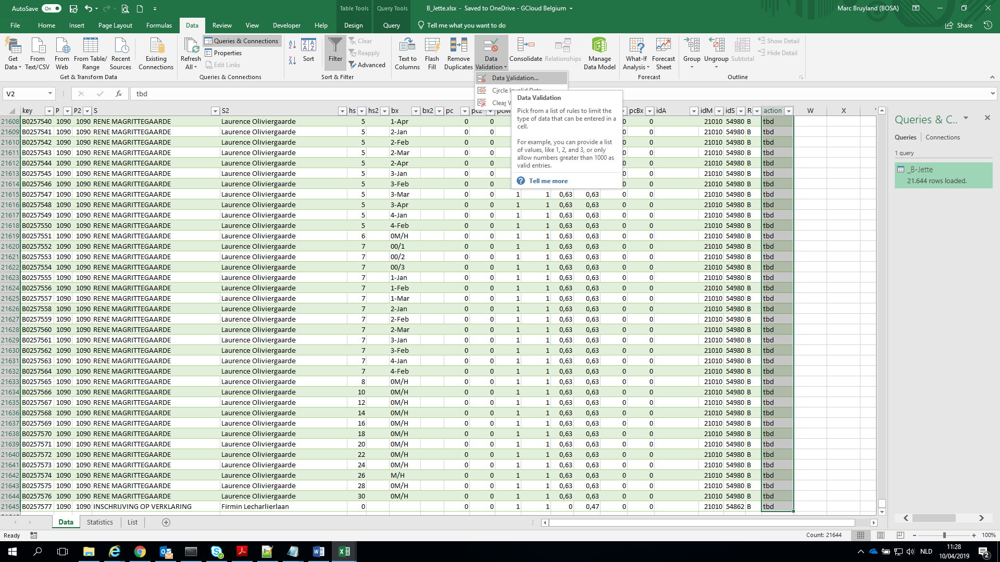 AutoSave On
Table Tools Query Tools
B_Jette.xlsx - Saved to OneDrive - GCloud Belgium
Marc Bruyland (BOSA)
File Home Insert Page Layout Formulas Data Review View Developer Help Design Query Tell me what you want to do Share
Get Data From Text/CSV From Web From Table/ Range Recent Sources Existing Connections
Get & Transform Data
Refresh All Queries & Connections Properties Edit Links
Queries & Connections
Sort Filter Clear Reapply Advanced
Sort & Filter
Text to Columns Flash Fill Remove Duplicates Data Validation Consolidate Relationships Manage Data Model
What-If Analysis Forecast Sheet
Forecast
Group Ungroup Subtotal Show Detail Hide Detail
Outline
Data Validation...
Circle Invalid Data
Clear V
Data Validation
Pick from a list of rules to limit the
type of data that can be entered in a
cell.
For example, you can provide a list
of values, like 1, 2, and 3, or only
allow numbers greater than 1000 as
valid entries.
Tell me more
V2 fx tbd
key P P2 S S2 hs hs2 bx bx2 pc pc2 pcBx idA idM idS R action W X
21608 B0257540 1090 1090 RENE MAGRITTEGAARDE Laurence Oliviergaarde 5 1-Apr 0 0 0 0 21010 54980 B tbd
21609 B0257541 1090 1090 RENE MAGRITTEGAARDE Laurence Oliviergaarde 5 2-Jan 0 0 0 0 21010 54980 B tbd
21610 B0257542 1090 1090 RENE MAGRITTEGAARDE Laurence Oliviergaarde 5 2-Feb 0 0 0 0 21010 54980 B tbd
21611 B0257543 1090 1090 RENE MAGRITTEGAARDE Laurence Oliviergaarde 5 2-Mar 0 0 0 0 21010 54980 B tbd
21612 B0257544 1090 1090 RENE MAGRITTEGAARDE Laurence Oliviergaarde 5 2-Apr 0 0 0 0 21010 54980 B tbd
21613 B0257545 1090 1090 RENE MAGRITTEGAARDE Laurence Oliviergaarde 5 3-Jan 0 0 0 0 21010 54980 B tbd
21614 B0257546 1090 1090 RENE MAGRITTEGAARDE Laurence Oliviergaarde 5 3-Feb 0 0 0 0 21010 54980 B tbd
21615 B0257547 1090 1090 RENE MAGRITTEGAARDE Laurence Oliviergaarde 5 3-Mar 0 0 1 1 0,63 0,63 0 0 21010 54980 B tbd
21616 B0257548 1090 1090 RENE MAGRITTEGAARDE Laurence Oliviergaarde 5 3-Apr 0 0 1 1 0,63 0,63 0 0 21010 54980 B tbd
21617 B0257549 1090 1090 RENE MAGRITTEGAARDE Laurence Oliviergaarde 5 4-Jan 0 0 1 1 0,63 0,63 0 0 21010 54980 B tbd
21618 B0257550 1090 1090 RENE MAGRITTEGAARDE Laurence Oliviergaarde 5 4-Feb 0 0 1 1 0,63 0,63 0 0 21010 54980 B tbd
21619 B0257551 1090 1090 RENE MAGRITTEGAARDE Laurence Oliviergaarde 6 0M/H 0 0 1 1 0,63 0,63 0 0 21010 54980 B tbd
21620 B0257552 1090 1090 RENE MAGRITTEGAARDE Laurence Oliviergaarde 7 00/1 0 0 1 1 0,63 0,63 0 0 21010 54980 B tbd
21621 B0257553 1090 1090 RENE MAGRITTEGAARDE Laurence Oliviergaarde 7 00/2 0 0 1 1 0,63 0,63 0 0 21010 54980 B tbd
21622 B0257554 1090 1090 RENE MAGRITTEGAARDE Laurence Oliviergaarde 7 00/3 0 0 1 1 0,63 0,63 0 0 21010 54980 B tbd
21623 B0257555 1090 1090 RENE MAGRITTEGAARDE Laurence Oliviergaarde 7 1-Jan 0 0 1 1 0,63 0,63 0 0 21010 54980 B tbd
21624 B0257556 1090 1090 RENE MAGRITTEGAARDE Laurence Oliviergaarde 7 1-Feb 0 0 1 1 0,63 0,63 0 0 21010 54980 B tbd
21625 B0257557 1090 1090 RENE MAGRITTEGAARDE Laurence Oliviergaarde 7 1-Mar 0 0 1 1 0,63 0,63 0 0 21010 54980 B tbd
21626 B0257558 1090 1090 RENE MAGRITTEGAARDE Laurence Oliviergaarde 7 2-Jan 0 0 1 1 0,63 0,63 0 0 21010 54980 B tbd
21627 B0257559 1090 1090 RENE MAGRITTEGAARDE Laurence Oliviergaarde 7 2-Feb 0 0 1 1 0,63 0,63 0 0 21010 54980 B tbd
21628 B0257560 1090 1090 RENE MAGRITTEGAARDE Laurence Oliviergaarde 7 2-Mar 0 0 1 1 0,63 0,63 0 0 21010 54980 B tbd
21629 B0257561 1090 1090 RENE MAGRITTEGAARDE Laurence Oliviergaarde 7 3-Jan 0 0 1 1 0,63 0,63 0 0 21010 54980 B tbd
21630 B0257562 1090 1090 RENE MAGRITTEGAARDE Laurence Oliviergaarde 7 3-Feb 0 0 1 1 0,63 0,63 0 0 21010 54980 B tbd
21631 B0257563 1090 1090 RENE MAGRITTEGAARDE Laurence Oliviergaarde 7 4-Jan 0 0 1 1 0,63 0,63 0 0 21010 54980 B tbd
21632 B0257564 1090 1090 RENE MAGRITTEGAARDE Laurence Oliviergaarde 7 4-Feb 0 0 1 1 0,63 0,63 0 0 21010 54980 B tbd
21633 B0257565 1090 1090 RENE MAGRITTEGAARDE Laurence Oliviergaarde 8 0M/H 0 0 1 1 0,63 0,63 0 0 21010 54980 B tbd
21634 B0257566 1090 1090 RENE MAGRITTEGAARDE Laurence Oliviergaarde 10 0M/H 0 0 1 1 0,63 0,63 0 0 21010 54980 B tbd
21635 B0257567 1090 1090 RENE MAGRITTEGAARDE Laurence Oliviergaarde 12 0M/H 0 0 1 1 0,63 0,63 0 0 21010 54980 B tbd
21636 B0257568 1090 1090 RENE MAGRITTEGAARDE Laurence Oliviergaarde 14 0M/H 0 0 1 1 0,63 0,63 0 0 21010 54980 B tbd
21637 B0257569 1090 1090 RENE MAGRITTEGAARDE Laurence Oliviergaarde 16 0M/H 0 0 1 1 0,63 0,63 0 0 21010 54980 B tbd
21638 B0257570 1090 1090 RENE MAGRITTEGAARDE Laurence Oliviergaarde 18 0M/H 0 0 1 1 0,63 0,63 0 0 21010 54980 B tbd
21639 B0257571 1090 1090 RENE MAGRITTEGAARDE Laurence Oliviergaarde 20 0M/H 0 0 1 1 0,63 0,63 0 0 21010 54980 B tbd
21640 B0257572 1090 1090 RENE MAGRITTEGAARDE Laurence Oliviergaarde 22 0M/H 0 0 1 1 0,63 0,63 0 0 21010 54980 B tbd
21641 B0257573 1090 1090 RENE MAGRITTEGAARDE Laurence Oliviergaarde 24 0M/H 0 0 1 1 0,63 0,63 0 0 21010 54980 B tbd
21642 B0257574 1090 1090 RENE MAGRITTEGAARDE Laurence Oliviergaarde 26 M/H 0 0 1 1 0,63 0,63 0 0 21010 54980 B tbd
21643 B0257575 1090 1090 RENE MAGRITTEGAARDE Laurence Oliviergaarde 28 0M/H 0 0 1 1 0,63 0,63 0 0 21010 54980 B tbd
21644 B0257576 1090 1090 RENE MAGRITTEGAARDE Laurence Oliviergaarde 30 0M/H 0 0 1 1 0,63 0,63 0 0 21010 54980 B tbd
21645 B0257577 1090 1090 INSCHRIJVING OP VERKLARING Firmin Lecharlierlaan 0 0 0 1 1 0 0,47 0 0 21010 54862 B tbd
Queries & C..
Queries Connections
1 query
_B-Jette
21.644 rows loaded.
Data Statistics List
Ready Count: 21644 100%
NLD 11:28
10/04/2019
2